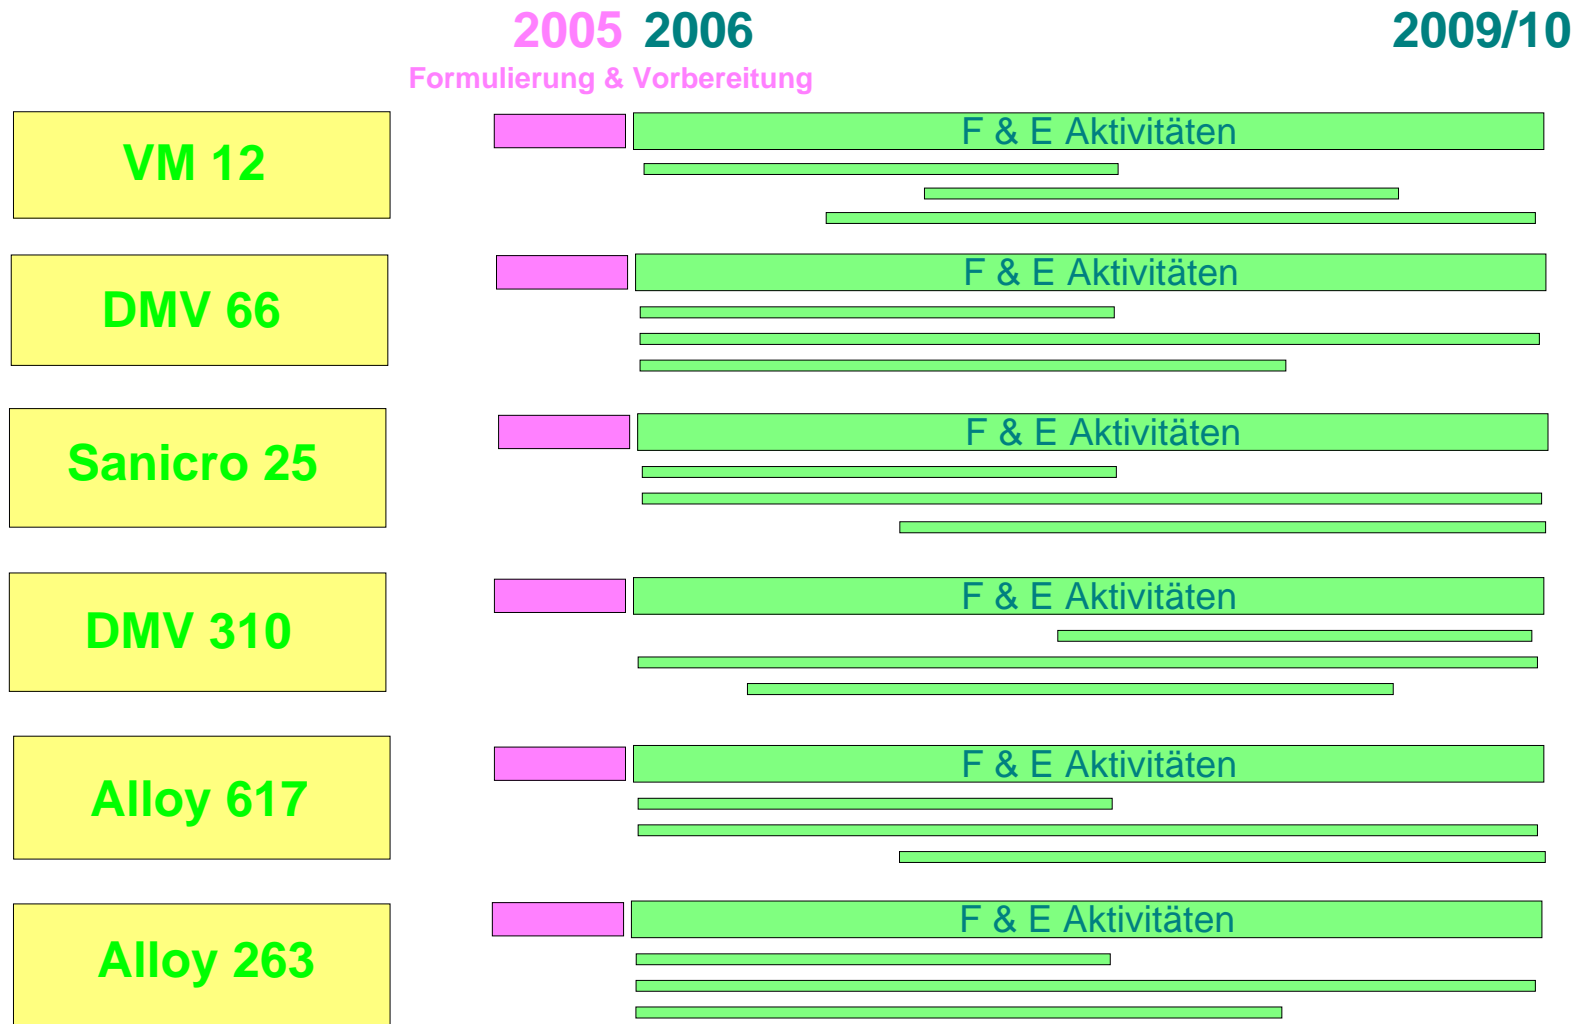 2005 2006 2009/10
Formulierung & Vorbereitung
VM 12
F & E Aktivitäten
DMV 66
F & E Aktivitäten
Sanicro 25
F & E Aktivitäten
DMV 310
F & E Aktivitäten
Alloy 617
F & E Aktivitäten
Alloy 263
F & E Aktivitäten